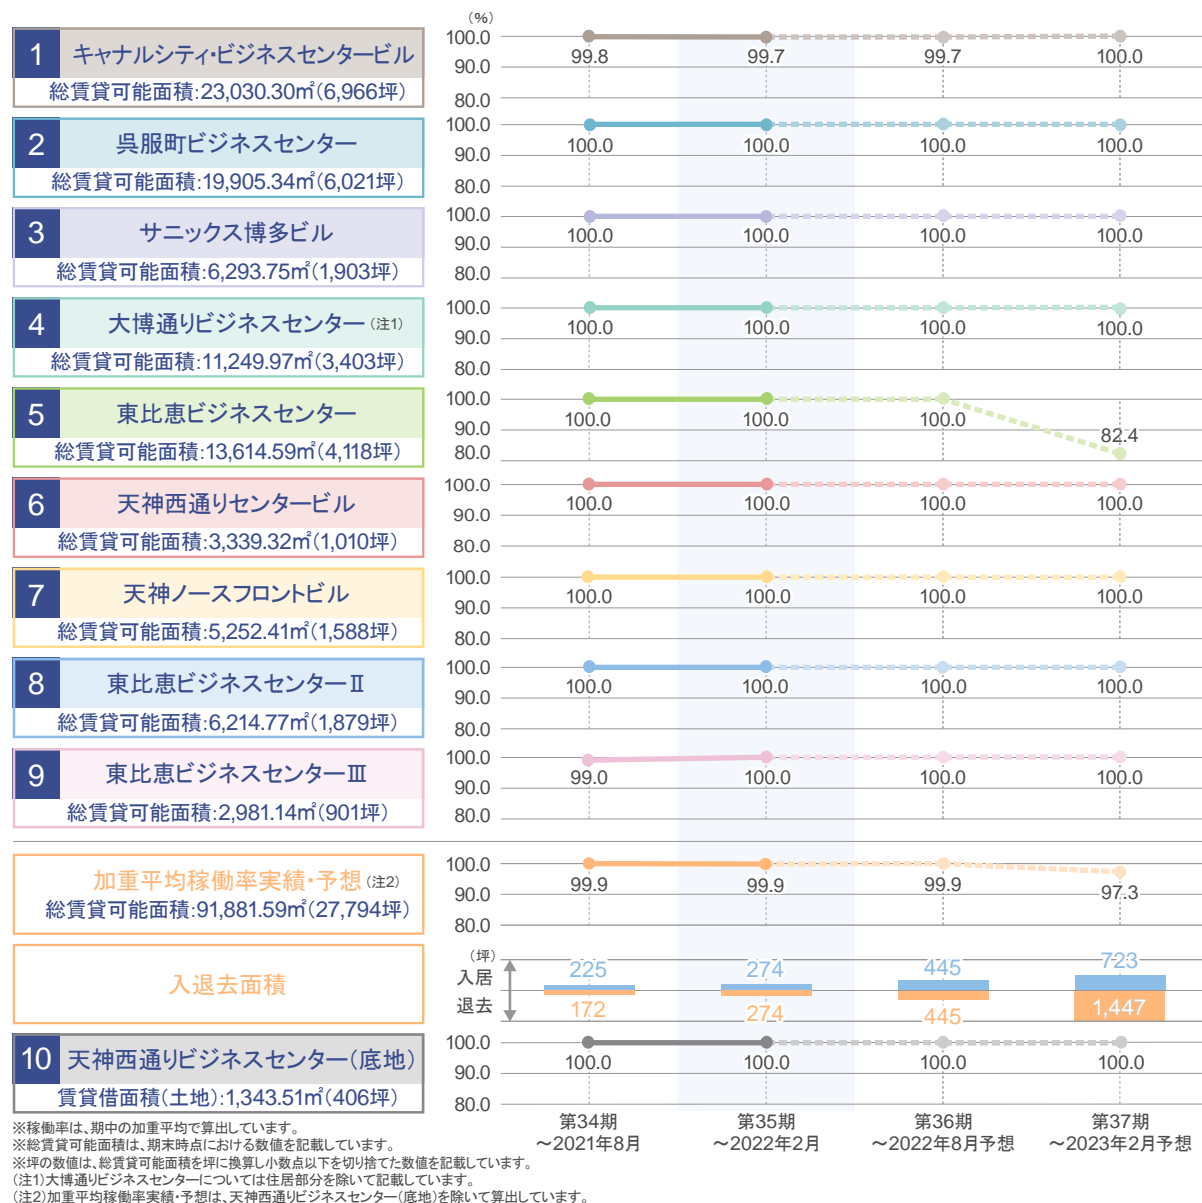 (%)
1 キャナルシティ・ビジネスセンタービル
総賃貸可能面積:23,030.30㎡(6,966坪)
100.0
90.0
80.0
99.8 99.7 99.7 100.0
2 呉服町ビジネスセンター
総賃貸可能面積:19,905.34㎡(6,021坪)
100.0
90.0
80.0
100.0 100.0 100.0 100.0
3 サニックス博多ビル
総賃貸可能面積:6,293.75㎡(1,903坪)
100.0
90.0
80.0
100.0 100.0 100.0 100.0
4 大博通りビジネスセンター(注1)
総賃貸可能面積:11,249.97㎡(3,403坪)
100.0
90.0
80.0
100.0 100.0 100.0 100.0
5 東比恵ビジネスセンター
総賃貸可能面積:13,614.59㎡(4,118坪)
100.0
90.0
80.0
100.0 100.0 100.0 82.4
6 天神西通りセンタービル
総賃貸可能面積:3,339.32㎡(1,010坪)
100.0
90.0
80.0
100.0 100.0 100.0 100.0
7 天神ノースフロントビル
総賃貸可能面積:5,252.41㎡(1,588坪)
100.0
90.0
80.0
100.0 100.0 100.0 100.0
8 東比恵ビジネスセンターⅡ
総賃貸可能面積:6,214.77㎡(1,879坪)
100.0
90.0
80.0
100.0 100.0 100.0 100.0
9 東比恵ビジネスセンターⅢ
総賃貸可能面積:2,981.14㎡(901坪)
100.0
90.0
80.0
99.0 100.0 100.0 100.0
加重平均稼働率実績・予想(注2)
総賃貸可能面積:91,881.59㎡(27,794坪)
100.0
90.0
80.0
99.9 99.9 99.9 97.3
入退去面積
(坪)
入居
退去
225 274 445 723
172 274 445 1,447
10 天神西通りビジネスセンター(底地)
賃貸借面積(土地):1,343.51㎡(406坪)
100.0
90.0
80.0
100.0 100.0 100.0 100.0
第34期 第35期 第36期 第37期
～2021年8月 ～2022年2月 ～2022年8月予想 ～2023年2月予想
※稼働率は、期中の加重平均で算出しています。
※総賃貸可能面積は、期末時点における数値を記載しています。
※坪の数値は、総賃貸可能面積を坪に換算し小数点以下を切り捨てた数値を記載しています。
(注1)大博通りビジネスセンターについては住居部分を除いて記載しています。
(注2)加重平均稼働率実績・予想は、天神西通りビジネスセンター(底地)を除いて算出しています。